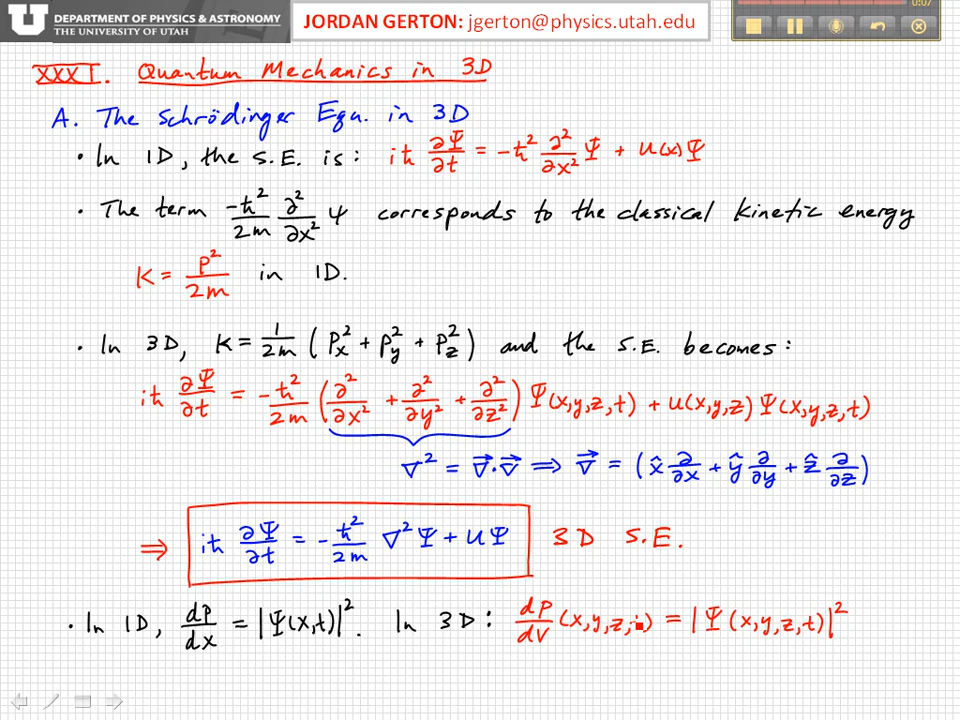 U DEPARTMENT OF PHYSICS & ASTRONOMY
THE UNIVERSITY OF UTAH
JORDAN GERTON: jgerton@physics.utah.edu
0:07
XXXI. Quantum Mechanics in 3D
A. The Schrödinger Equ. in 3D
• In 1D, the S.E. is: iħ ∂Ψ/∂t = -ħ² ∂²/∂x² Ψ + U(x)Ψ
• The term -ħ²/2m ∂²/∂x² ψ corresponds to the classical kinetic energy
K = p²/2m in 1D.
• In 3D, K = 1/2m (Px² + Py² + Pz²) and the S.E. becomes:
iħ ∂Ψ/∂t = -ħ²/2m (∂²/∂x² + ∂²/∂y² + ∂²/∂z²) Ψ(x,y,z,t) + U(x,y,z) Ψ(x,y,z,t)
∇² = ∇⃗·∇⃗ ⟹ ∇⃗ = (x̂ ∂/∂x + ŷ ∂/∂y + ẑ ∂/∂z)
⇒ iħ ∂Ψ/∂t = -ħ²/2m ∇²Ψ + UΨ 3D S.E.
• In 1D, dP/dx = |Ψ(x,t)|². In 3D: dP/dV (x,y,z,t) = |Ψ(x,y,z,t)|²